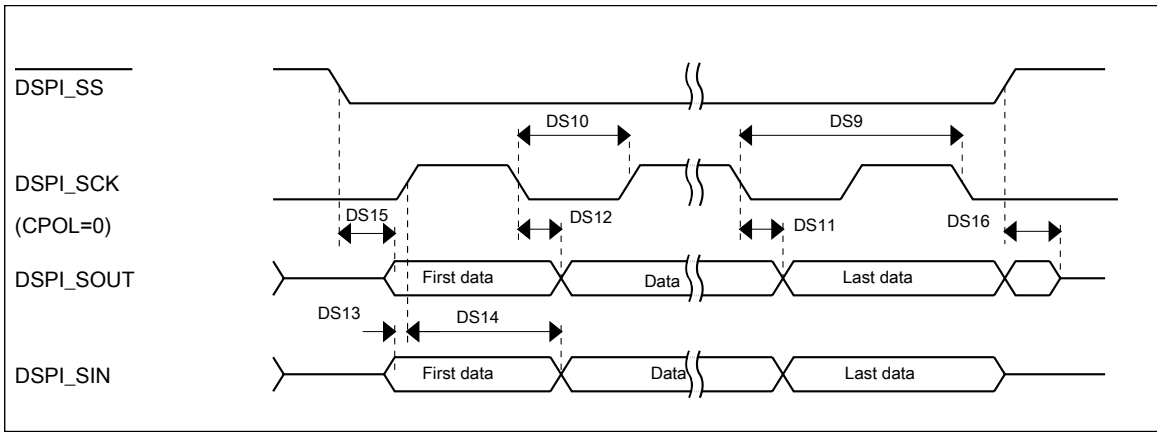 DSPI_SS
DS10
DS9
DSPI_SCK
(CPOL=0)
DS15
DS12
DS11
DS16
DSPI_SOUT
First data
Data
Last data
DS13
DS14
DSPI_SIN
First data
Data
Last data